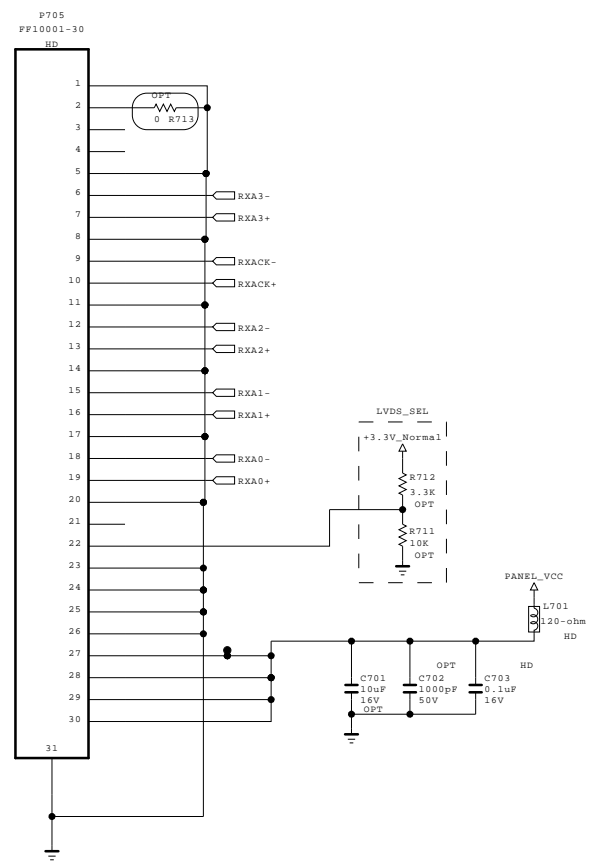 P705
FF10001-30
HD
1
OPT
2
0 R713
3
4
5
6 RXA3-
7 RXA3+
8
9 RXACK-
10 RXACK+
11
12 RXA2-
13 RXA2+
14
15 RXA1-
16 RXA1+
17
18 RXA0-
19 RXA0+
20
21
22
23
24
25
26
27
28
29
30
31
LVDS_SEL
+3.3V_Normal
R712
3.3K
OPT
R711
10K
OPT
PANEL_VCC
L701
120-ohm
HD
C701
10uF
16V
OPT
OPT
C702
1000pF
50V
HD
C703
0.1uF
16V